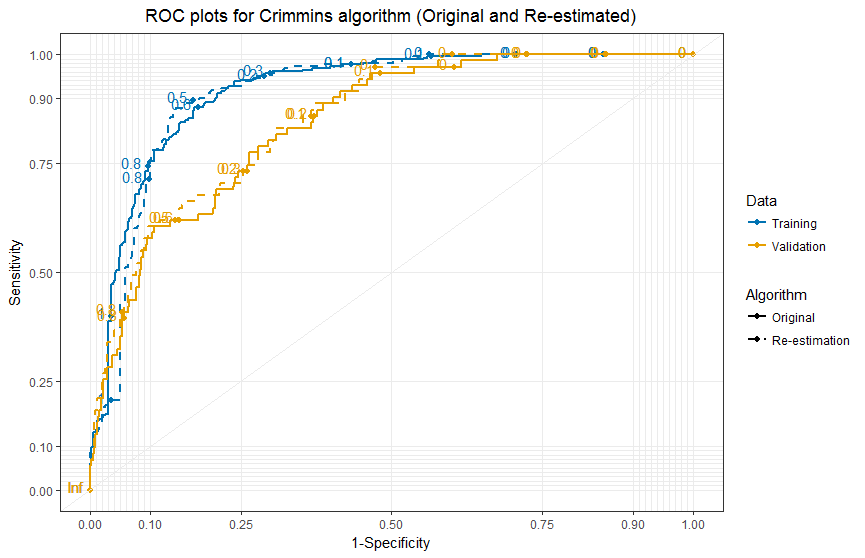 ROC plots for Crimmins algorithm (Original and Re-estimated)
1.00
0.90
0.75
0.50
0.25
0.10
0.00
Sensitivity
0.8
0.8
0.5
0.3
0.1
0.1
Inf
0.00
0.10
0.25
0.50
0.75
0.90
1.00
1-Specificity
Data
Training
Validation
Algorithm
Original
Re-estimation